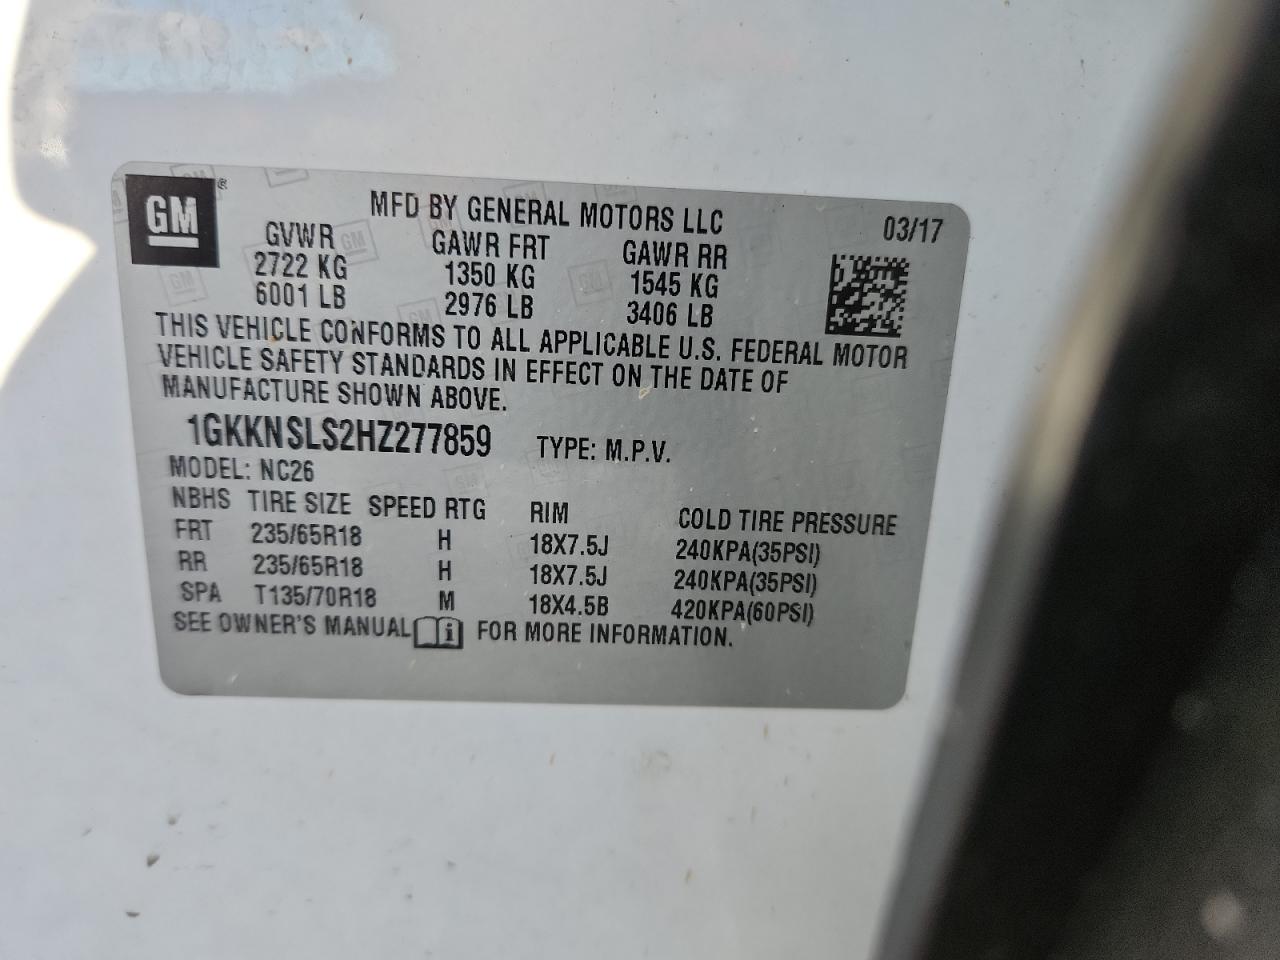 GM®
MFD BY GENERAL MOTORS LLC
03/17
GVWR GAWR FRT GAWR RR
2722 KG 1350 KG 1545 KG
6001 LB 2976 LB 3406 LB
THIS VEHICLE CONFORMS TO ALL APPLICABLE U.S. FEDERAL MOTOR
VEHICLE SAFETY STANDARDS IN EFFECT ON THE DATE OF
MANUFACTURE SHOWN ABOVE.
1GKKNSLS2HZ277859 TYPE: M.P.V.
MODEL: NC26
NBHS TIRE SIZE SPEED RTG RIM COLD TIRE PRESSURE
FRT 235/65R18 H 18X7.5J 240KPA(35PSI)
RR 235/65R18 H 18X7.5J 240KPA(35PSI)
SPA T135/70R18 M 18X4.5B 420KPA(60PSI)
SEE OWNER'S MANUAL i FOR MORE INFORMATION.